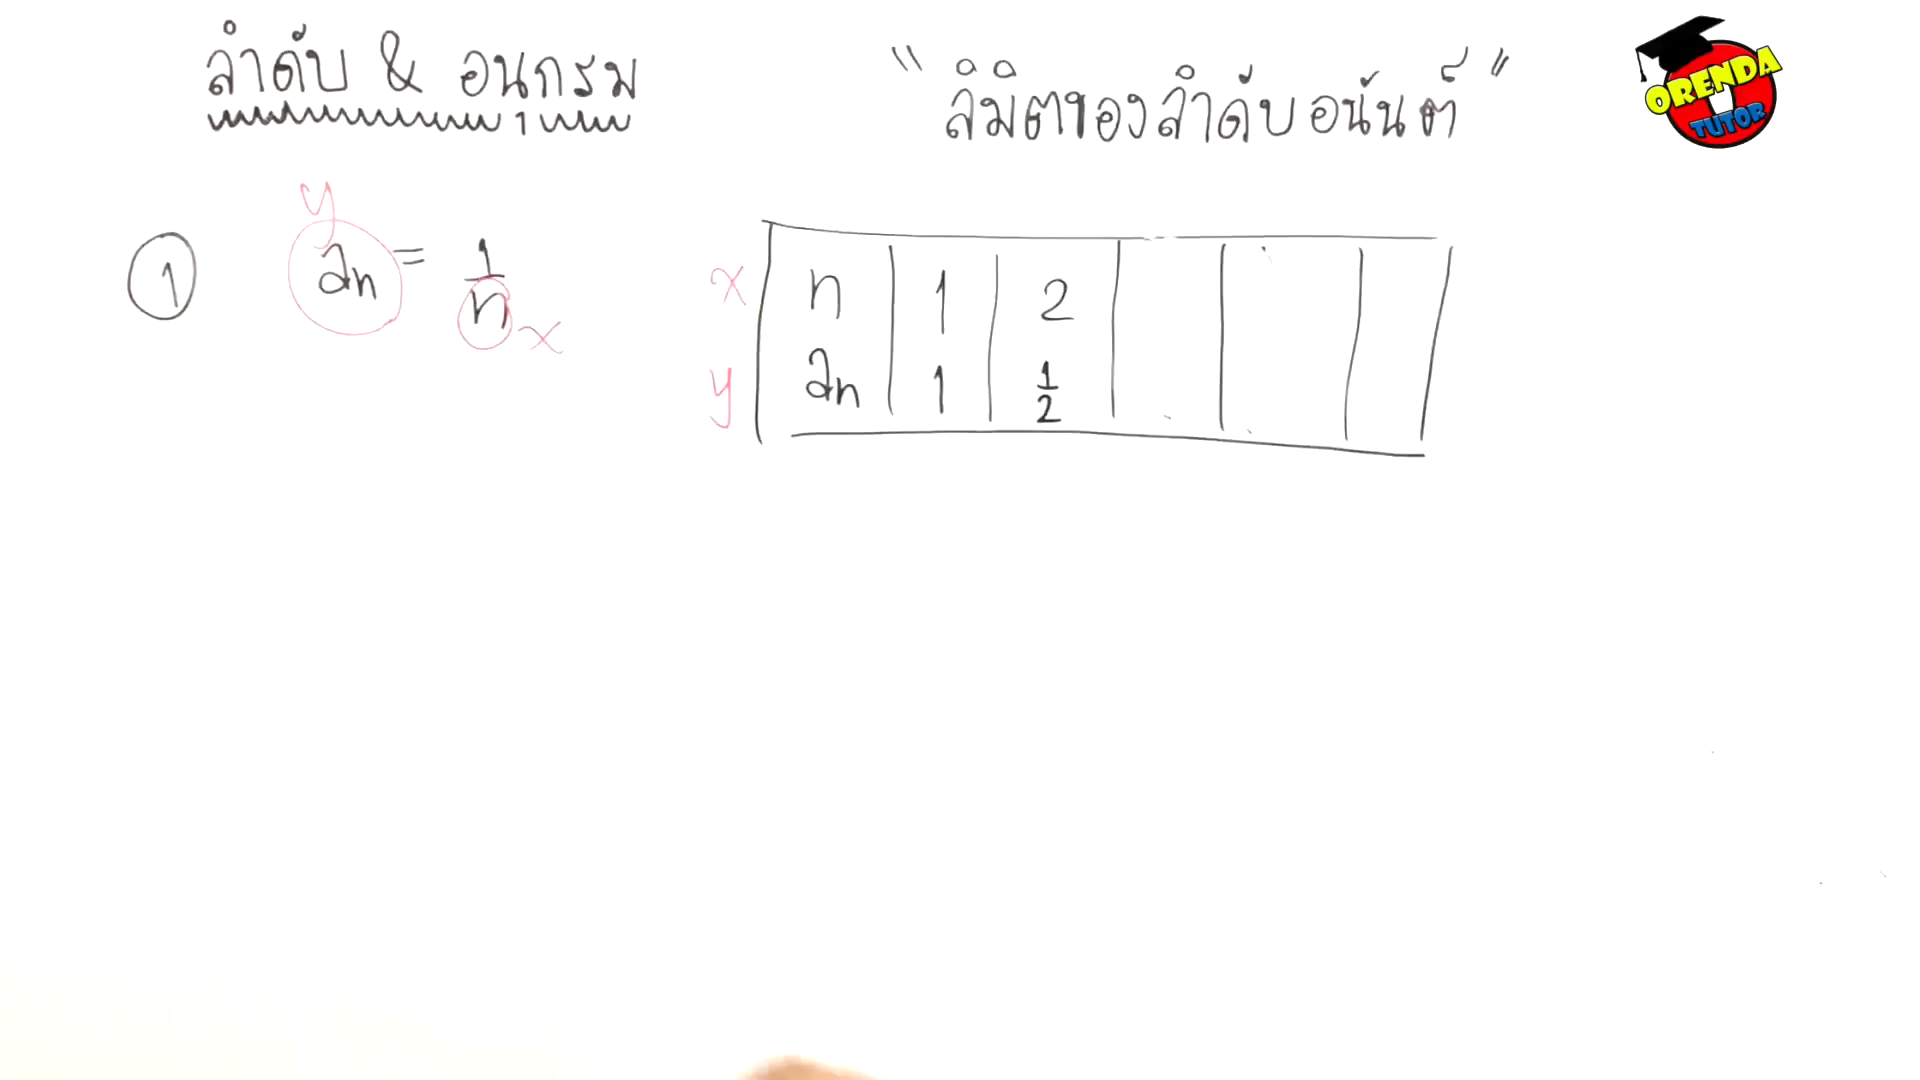 ลำดับ & อนุกรม
"ลิมิตของลำดับอนันต์"
ORENDA
TUTOR
y
① an = 1/n x
x n 1 2
y an 1 1/2